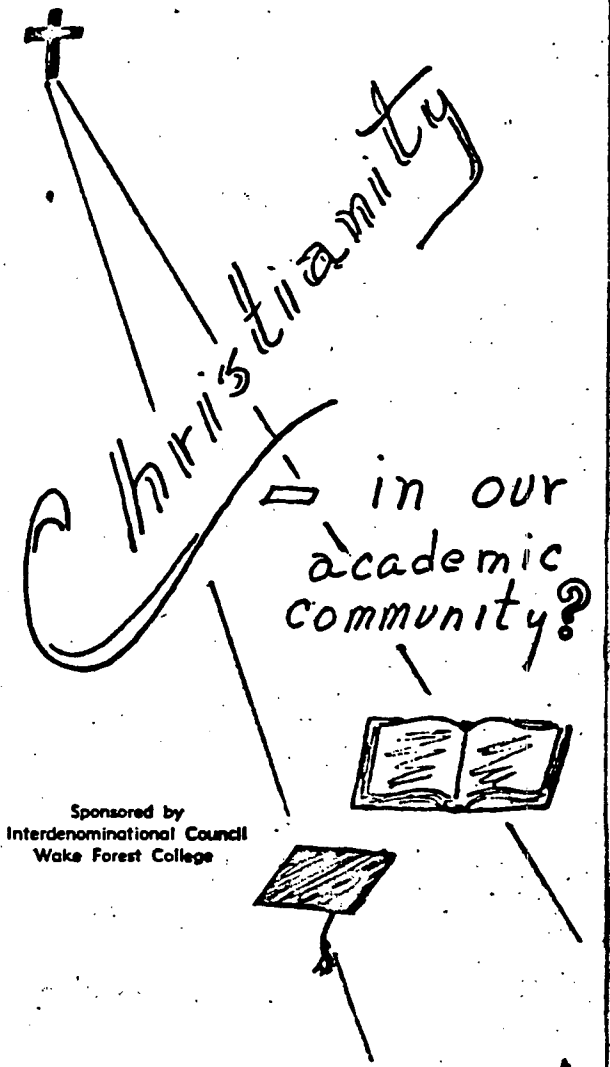 Christianity
in our
academic
community?
Sponsored by
Interdenominational Council
Wake Forest College